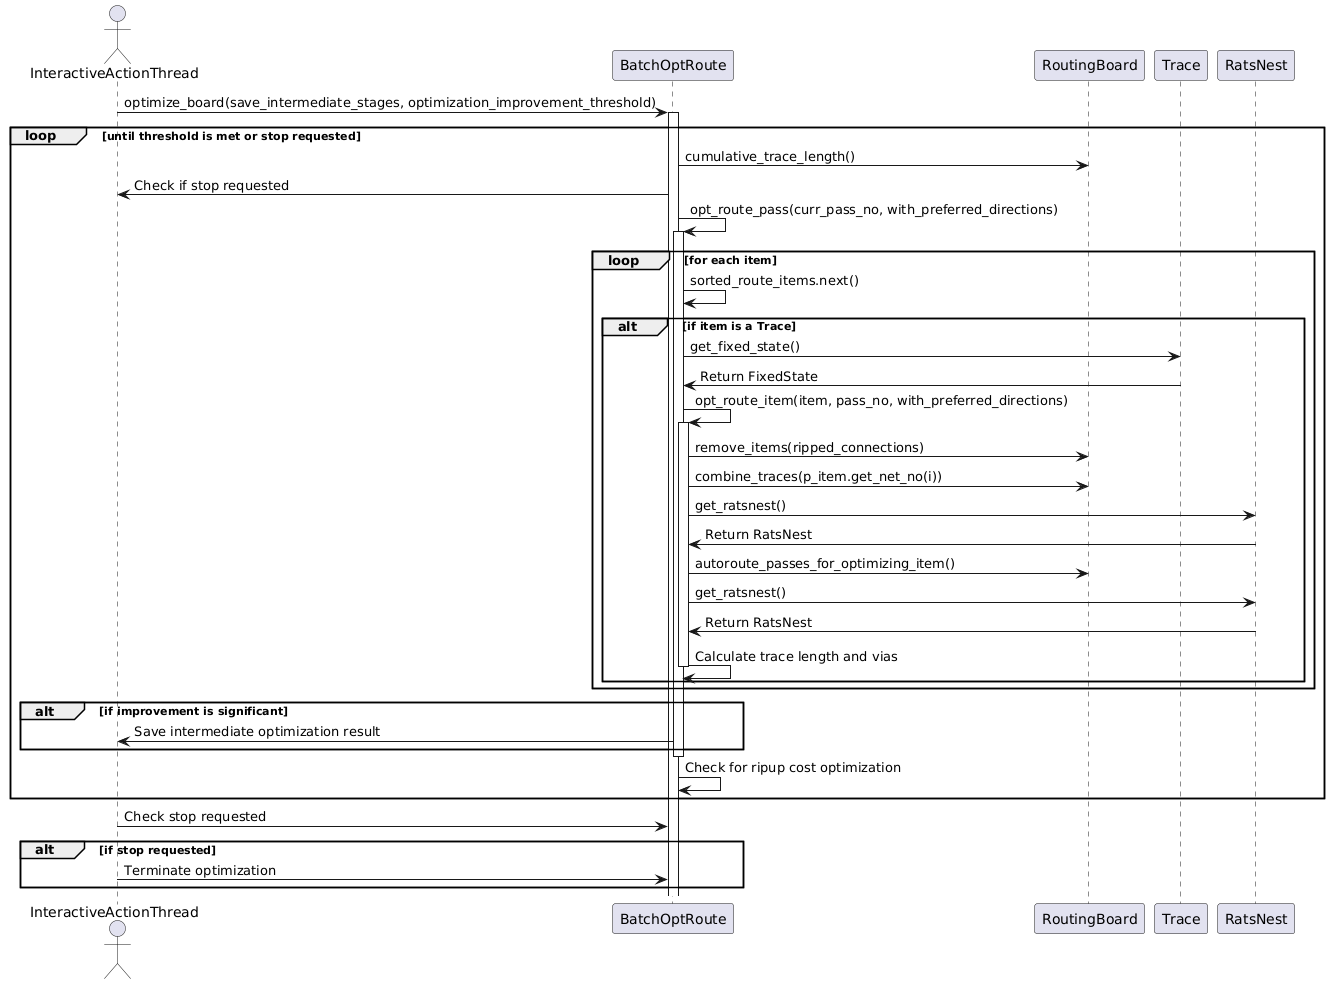 InteractiveActionThread
BatchOptRoute
RoutingBoard
Trace
RatsNest
optimize_board(save_intermediate_stages, optimization_improvement_threshold)
loop [until threshold is met or stop requested]
cumulative_trace_length()
Check if stop requested
opt_route_pass(curr_pass_no, with_preferred_directions)
loop [for each item]
sorted_route_items.next()
alt [if item is a Trace]
get_fixed_state()
Return FixedState
opt_route_item(item, pass_no, with_preferred_directions)
remove_items(ripped_connections)
combine_traces(p_item.get_net_no(i))
get_ratsnest()
Return RatsNest
autoroute_passes_for_optimizing_item()
get_ratsnest()
Return RatsNest
Calculate trace length and vias
alt [if improvement is significant]
Save intermediate optimization result
Check for ripup cost optimization
Check stop requested
alt [if stop requested]
Terminate optimization
InteractiveActionThread
BatchOptRoute
RoutingBoard
Trace
RatsNest